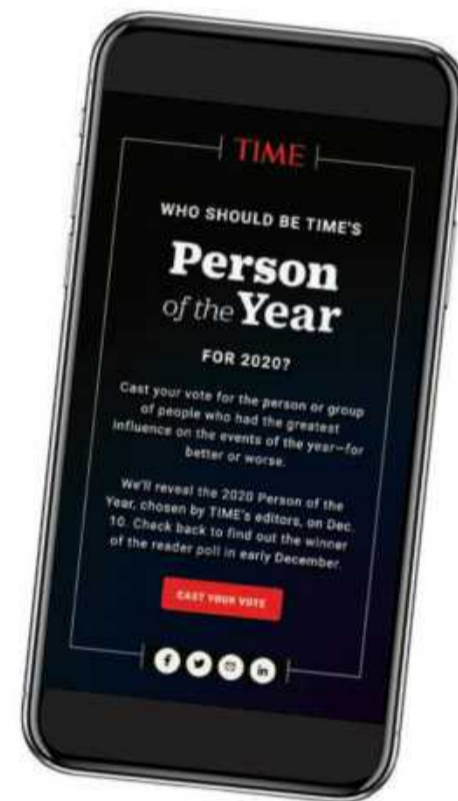 TIME
WHO SHOULD BE TIME'S
Person
of the Year
FOR 2020?
Cast your vote for the person or group
of people who had the greatest
influence on the events of the year—for
better or worse.
We'll reveal the 2020 Person of the
Year, chosen by TIME's editors, on Dec.
10. Check back to find out the winner
of the reader poll in early December.
CAST YOUR VOTE